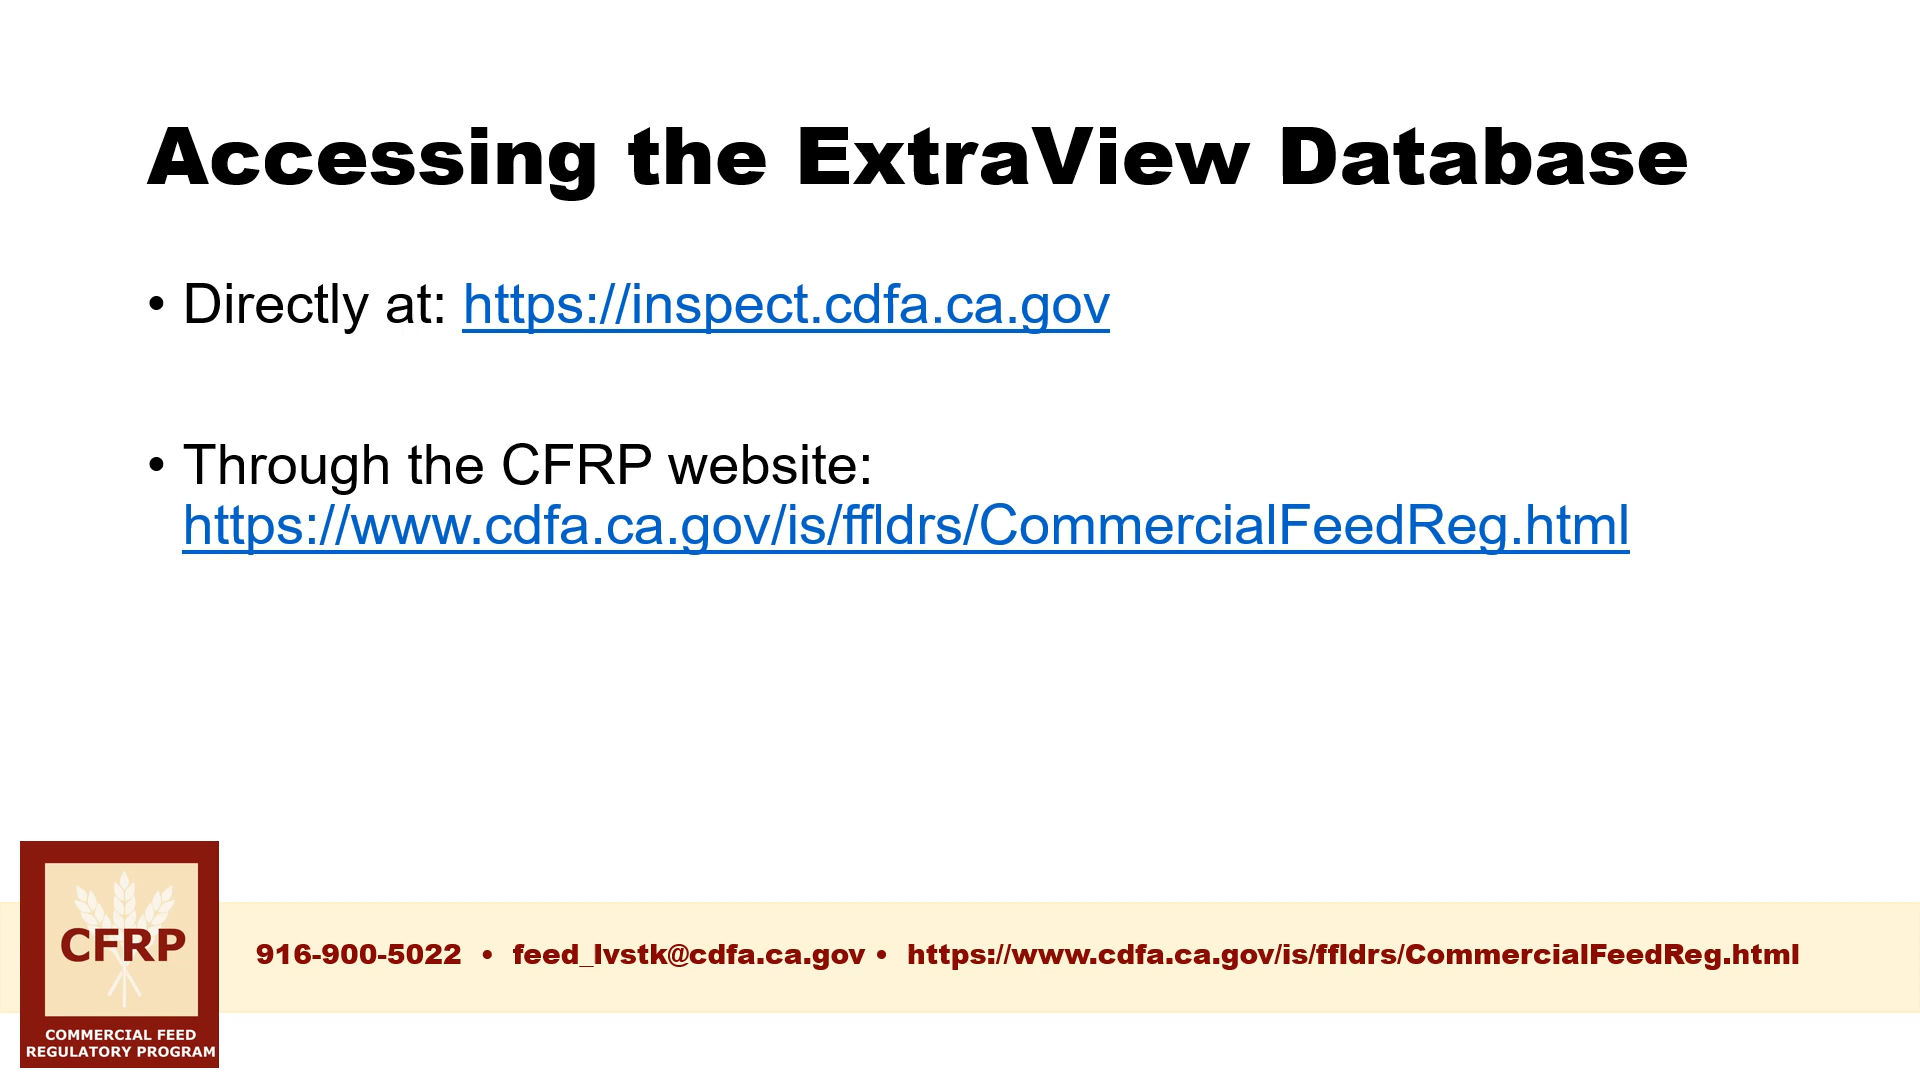 Accessing the ExtraView Database
• Directly at: https://inspect.cdfa.ca.gov
• Through the CFRP website:
https://www.cdfa.ca.gov/is/ffldrs/CommercialFeedReg.html
CFRP
COMMERCIAL FEED
REGULATORY PROGRAM
916-900-5022 • feed_lvstk@cdfa.ca.gov • https://www.cdfa.ca.gov/is/ffldrs/CommercialFeedReg.html